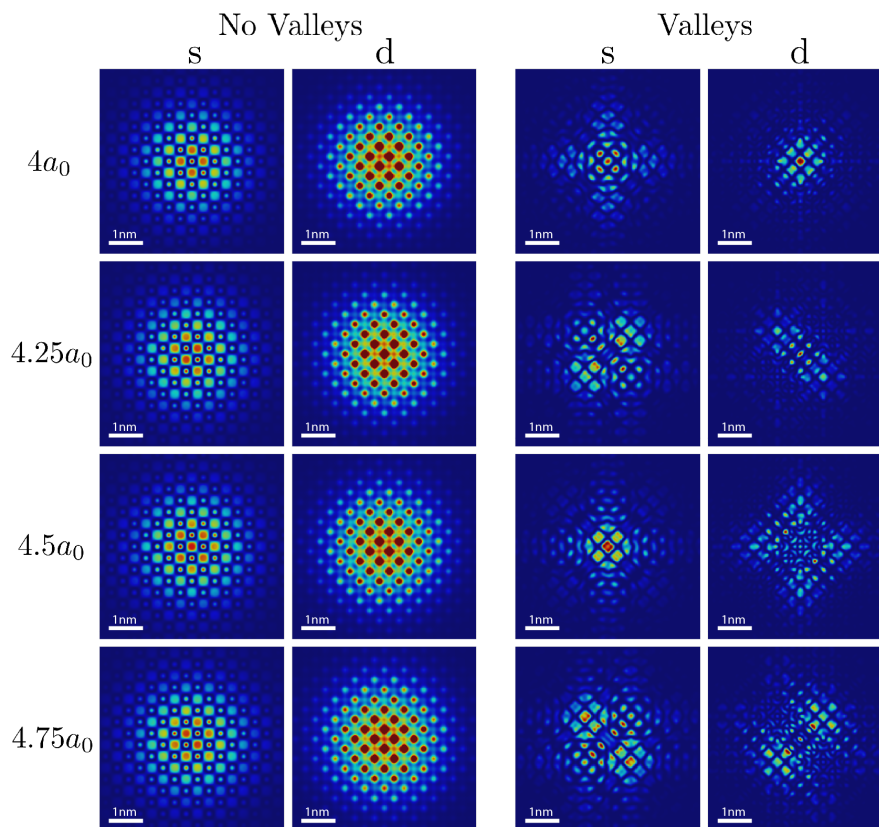 No Valleys Valleys
s d s d
4a₀
1nm 1nm 1nm 1nm
4.25a₀
1nm 1nm 1nm 1nm
4.5a₀
1nm 1nm 1nm 1nm
4.75a₀
1nm 1nm 1nm 1nm